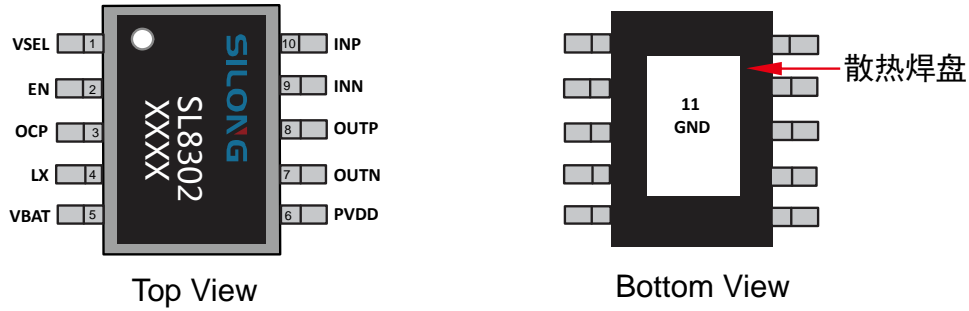 VSEL 1
EN 2
OCP 3
LX 4
VBAT 5
SILONG
SL8302
XXXX
10 INP
9 INN
8 OUTP
7 OUTN
6 PVDD
Top View
11
GND
散热焊盘
Bottom View